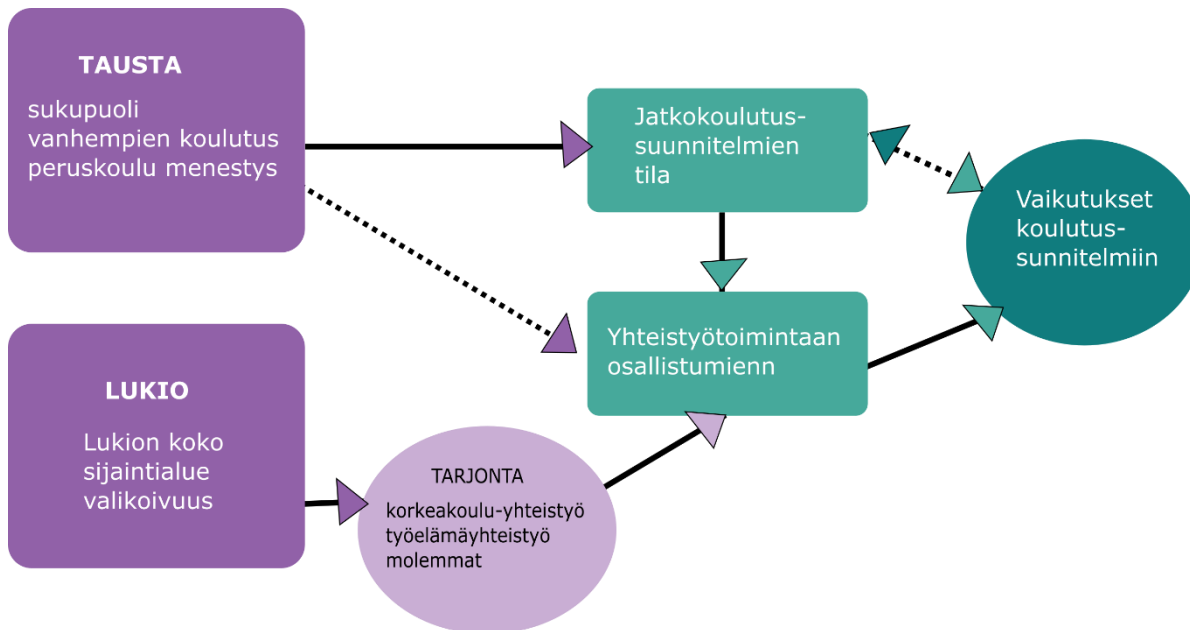 TAUSTA
sukupuoli
vanhempien koulutus
peruskoulu menestys
Jatkokoulutus-
suunnitelmien
tila
Vaikutukset
koulutus-
sunnitelmiin
Yhteistyötoimintaan
osallistumienn
LUKIO
Lukion koko
sijaintialue
valikoivuus
TARJONTA
korkeakoulu-yhteistyö
työelämäyhteistyö
molemmat